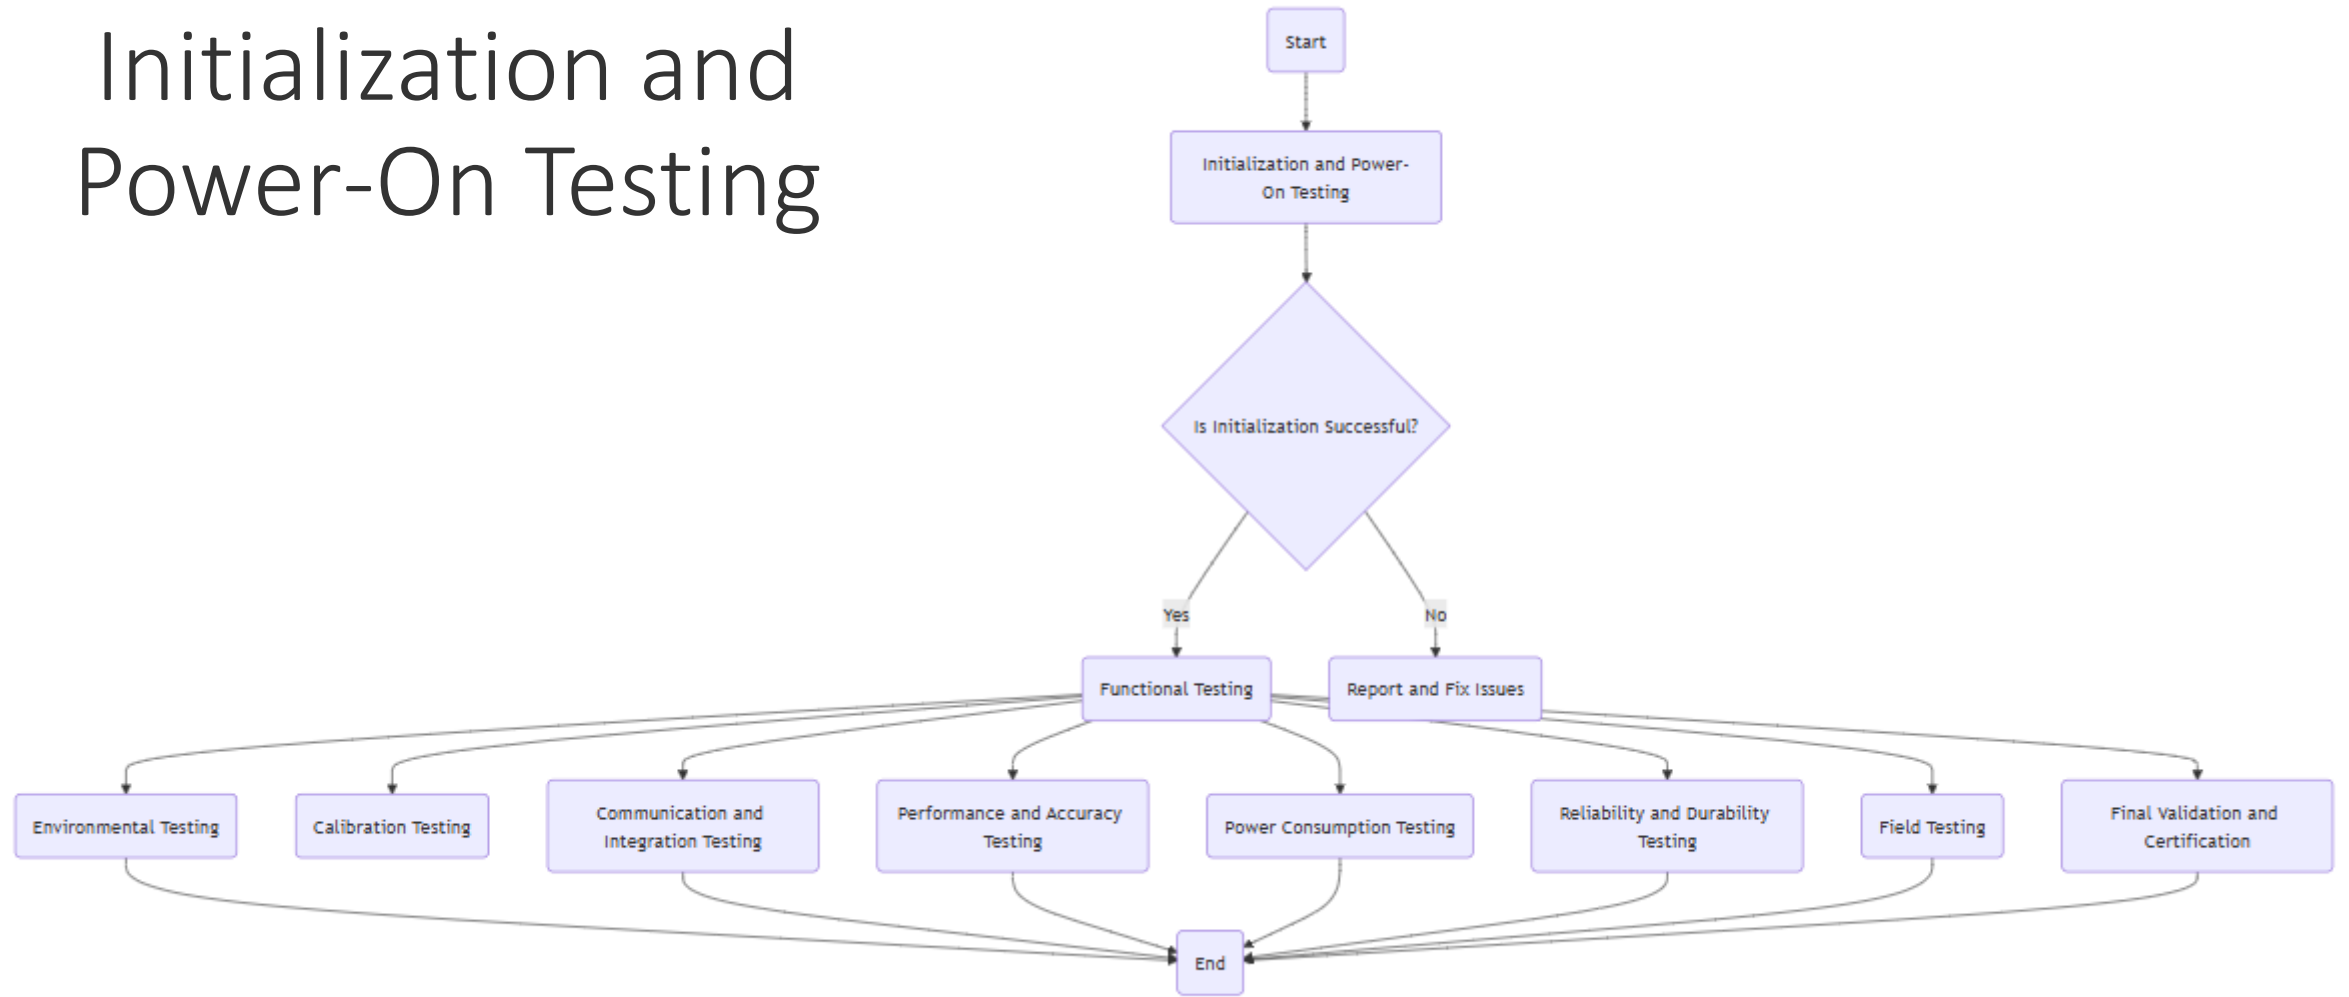 Initialization and
Power-On Testing
Start
Initialization and Power-
On Testing
Is Initialization Successful?
Yes
No
Functional Testing
Report and Fix Issues
Environmental Testing
Calibration Testing
Communication and
Integration Testing
Performance and Accuracy
Testing
Power Consumption Testing
Reliability and Durability
Testing
Field Testing
Final Validation and
Certification
End